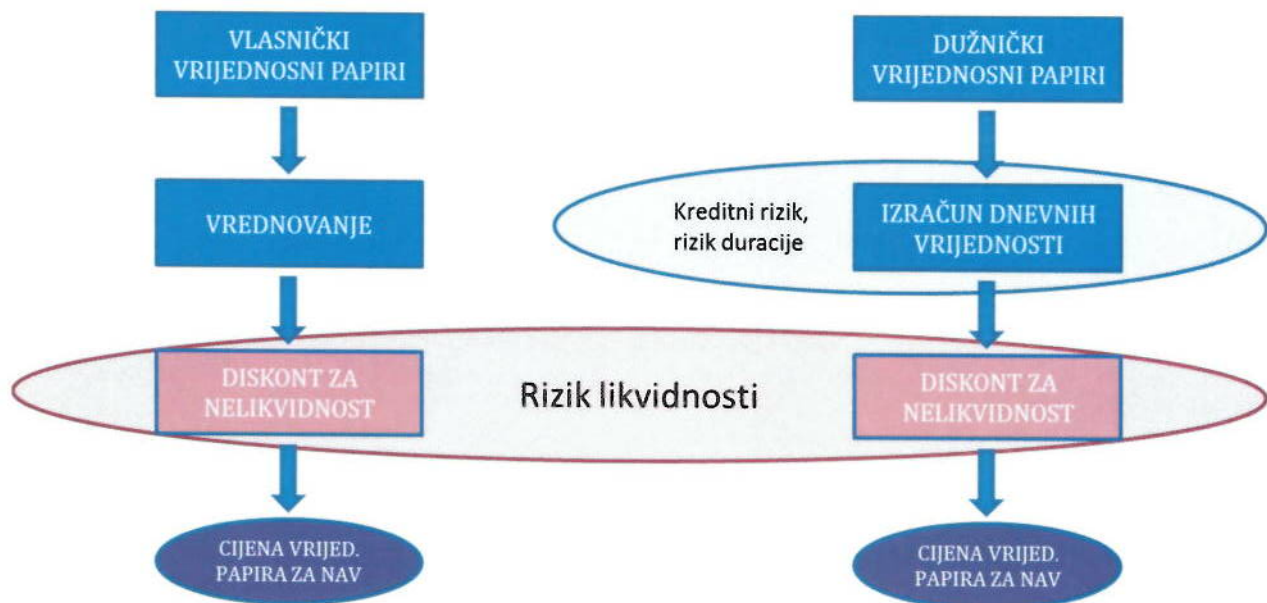 VLASNIČKI
VRIJEDNOSNI PAPIRI
DUŽNIČKI
VRIJEDNOSNI PAPIRI
VREDNOVANJE
Kreditni rizik,
rizik duracije
IZRAČUN DNEVNIH
VRIJEDNOSTI
DISKONT ZA
NELIKVIDNOST
Rizik likvidnosti
DISKONT ZA
NELIKVIDNOST
CIJENA VRIJED.
PAPIRA ZA NAV
CIJENA VRIJED.
PAPIRA ZA NAV